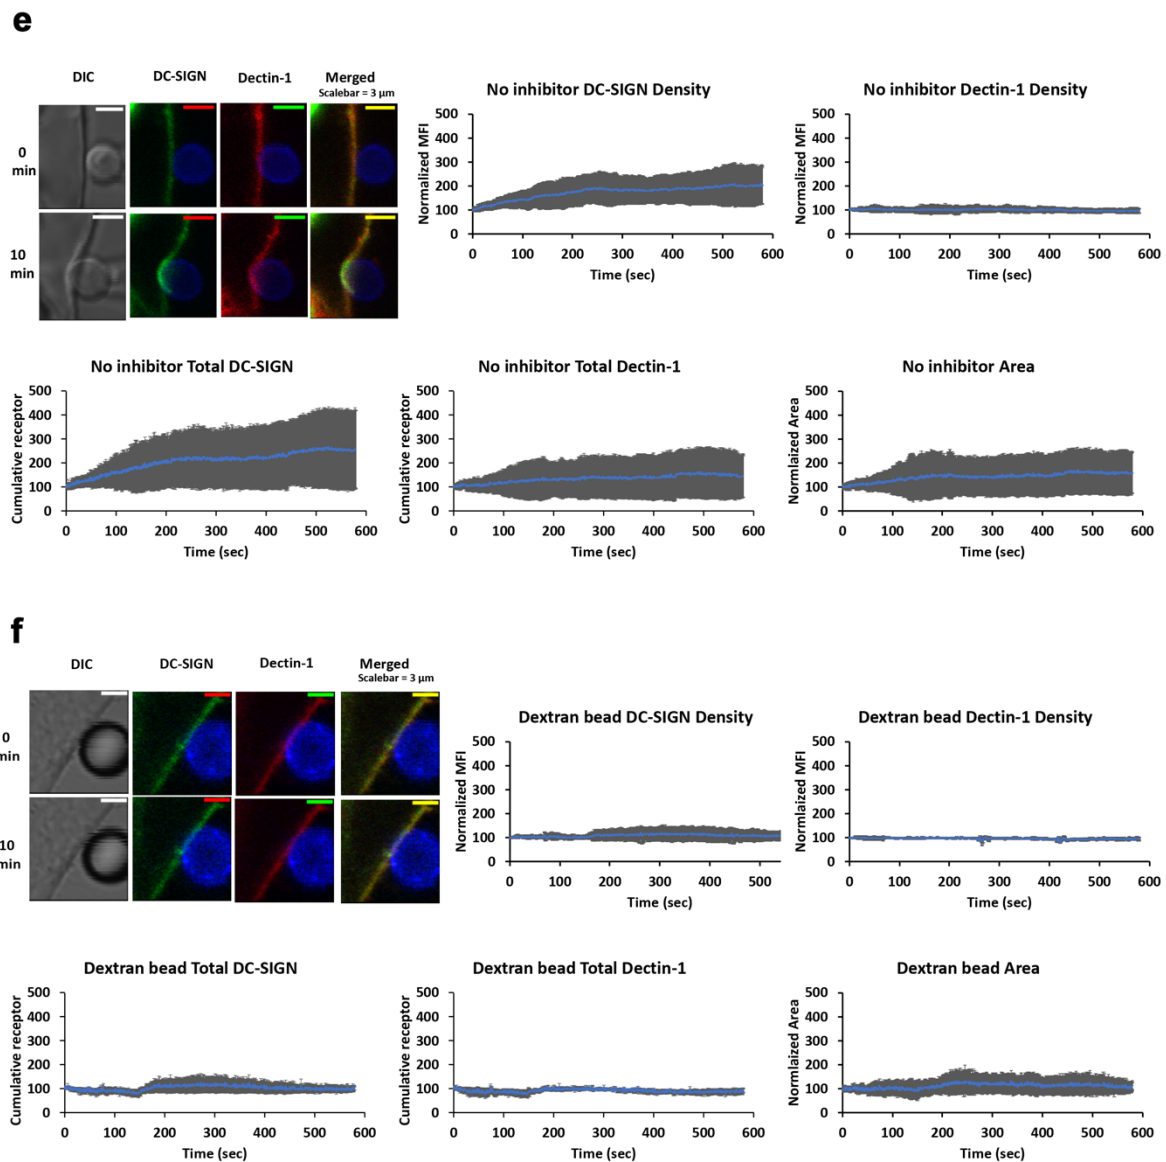 e
DIC DC-SIGN Dectin-1 Merged
Scalebar = 3 µm
0
min
10
min
No inhibitor DC-SIGN Density
Normalized MFI
500
400
300
200
100
0
0 100 200 300 400 500 600
Time (sec)
No inhibitor Dectin-1 Density
Normalized MFI
500
400
300
200
100
0
0 100 200 300 400 500 600
Time (sec)
No inhibitor Total DC-SIGN
Cumulative receptor
500
400
300
200
100
0
0 100 200 300 400 500 600
Time (sec)
No inhibitor Total Dectin-1
Cumulative receptor
500
400
300
200
100
0
0 100 200 300 400 500 600
Time (sec)
No inhibitor Area
Normlaized Area
500
400
300
200
100
0
0 100 200 300 400 500 600
Time (sec)
f
DIC DC-SIGN Dectin-1 Merged
Scalebar = 3 µm
0
min
10
min
Dextran bead DC-SIGN Density
Normlaized MFI
500
400
300
200
100
0
0 100 200 300 400 500
Time (sec)
Dextran bead Dectin-1 Density
Normlaized MFI
500
400
300
200
100
0
0 100 200 300 400 500 600
Time (sec)
Dextran bead Total DC-SIGN
Cumulative receptor
500
400
300
200
100
0
0 100 200 300 400 500 600
Time (sec)
Dextran bead Total Dectin-1
Cumulative receptor
500
400
300
200
100
0
0 100 200 300 400 500 600
Time (sec)
Dextran bead Area
Normlaized Area
500
400
300
200
100
0
0 100 200 300 400 500 600
Time (sec)